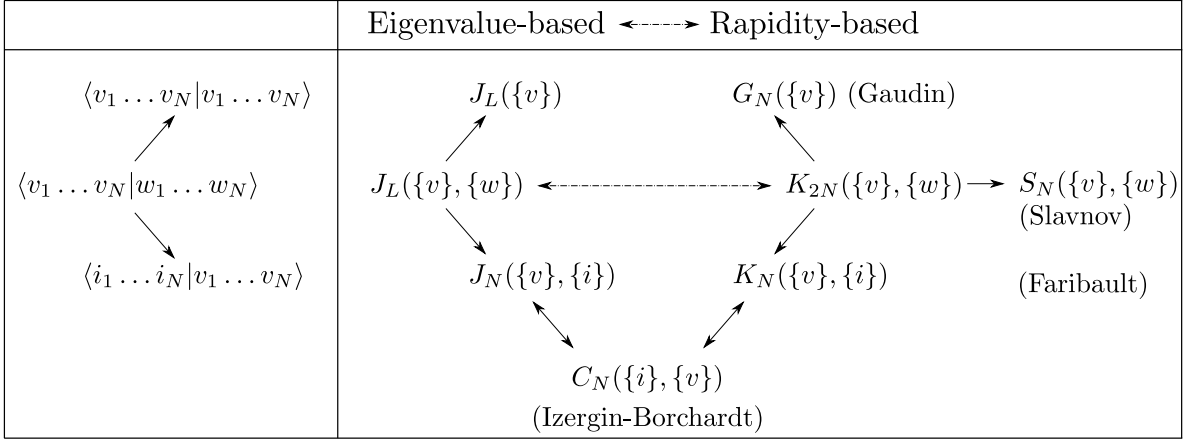 Eigenvalue-based Rapidity-based
⟨v₁ … v_N|v₁ … v_N⟩ J_L({v}) G_N({v}) (Gaudin)
⟨v₁ … v_N|w₁ … w_N⟩ J_L({v}, {w}) K_{2N}({v}, {w}) S_N({v}, {w})
(Slavnov)
⟨i₁ … i_N|v₁ … v_N⟩ J_N({v}, {i}) K_N({v}, {i}) (Faribault)
C_N({i}, {v})
(Izergin-Borchardt)